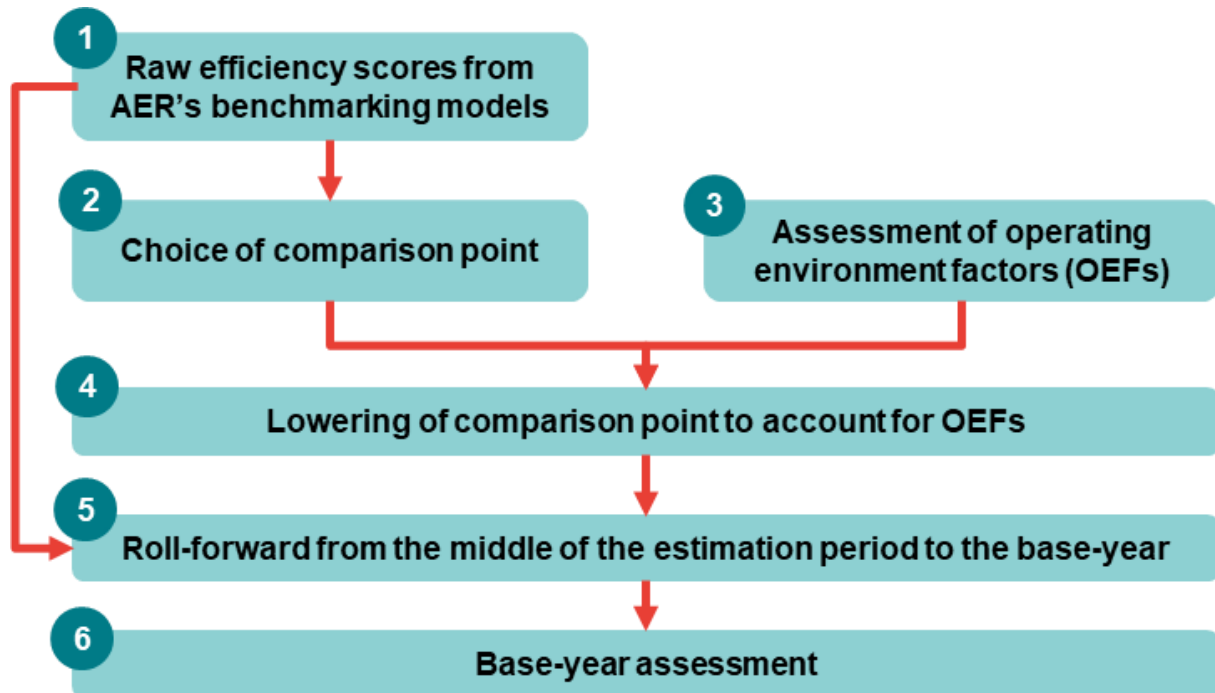 1
Raw efficiency scores from
AER's benchmarking models
2
Choice of comparison point
3
Assessment of operating
environment factors (OEFs)
4
Lowering of comparison point to account for OEFs
5
Roll-forward from the middle of the estimation period to the base-year
6
Base-year assessment